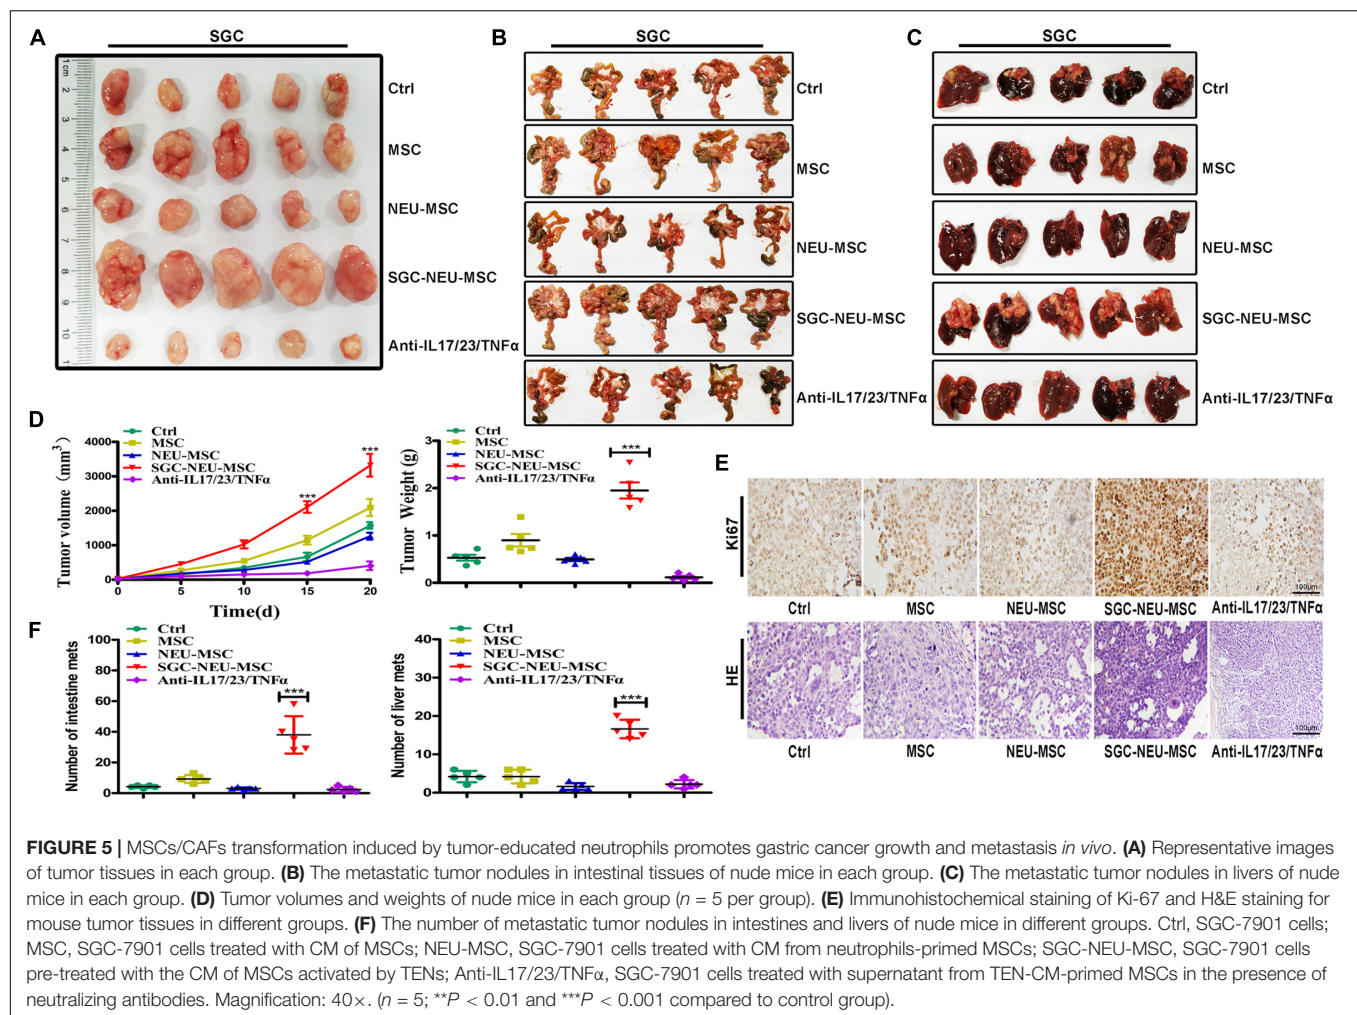 A
SGC
1cm
2
3
4
5
6
7
8
9
10
1
Ctrl
MSC
NEU-MSC
SGC-NEU-MSC
Anti-IL17/23/TNFα
B
SGC
Ctrl
MSC
NEU-MSC
SGC-NEU-MSC
Anti-IL17/23/TNFα
C
SGC
Ctrl
MSC
NEU-MSC
SGC-NEU-MSC
Anti-IL17/23/TNFα
D
Tumor volume (mm³)
4000
3000
2000
1000
0
0 5 10 15 20
Time(d)
Ctrl
MSC
NEU-MSC
SGC-NEU-MSC
Anti-IL17/23/TNFα
***
***
Tumor Weight (g)
3
2
1
0
Ctrl
MSC
NEU-MSC
SGC-NEU-MSC
Anti-IL17/23/TNFα
***
E
Ki67
100μm
Ctrl MSC NEU-MSC SGC-NEU-MSC Anti-IL17/23/TNFα
HE
100μm
Ctrl MSC NEU-MSC SGC-NEU-MSC Anti-IL17/23/TNFα
F
Number of intestine mets
100
80
60
40
20
0
Ctrl
MSC
NEU-MSC
SGC-NEU-MSC
Anti-IL17/23/TNFα
***
Number of liver mets
40
30
20
10
0
Ctrl
MSC
NEU-MSC
SGC-NEU-MSC
Anti-IL17/23/TNFα
***
FIGURE 5 | MSCs/CAFs transformation induced by tumor-educated neutrophils promotes gastric cancer growth and metastasis in vivo. (A) Representative images
of tumor tissues in each group. (B) The metastatic tumor nodules in intestinal tissues of nude mice in each group. (C) The metastatic tumor nodules in livers of nude
mice in each group. (D) Tumor volumes and weights of nude mice in each group (n = 5 per group). (E) Immunohistochemical staining of Ki-67 and H&E staining for
mouse tumor tissues in different groups. (F) The number of metastatic tumor nodules in intestines and livers of nude mice in different groups. Ctrl, SGC-7901 cells;
MSC, SGC-7901 cells treated with CM of MSCs; NEU-MSC, SGC-7901 cells treated with CM from neutrophils-primed MSCs; SGC-NEU-MSC, SGC-7901 cells
pre-treated with the CM of MSCs activated by TENs; Anti-IL17/23/TNFα, SGC-7901 cells treated with supernatant from TEN-CM-primed MSCs in the presence of
neutralizing antibodies. Magnification: 40×. (n = 5; **P < 0.01 and ***P < 0.001 compared to control group).